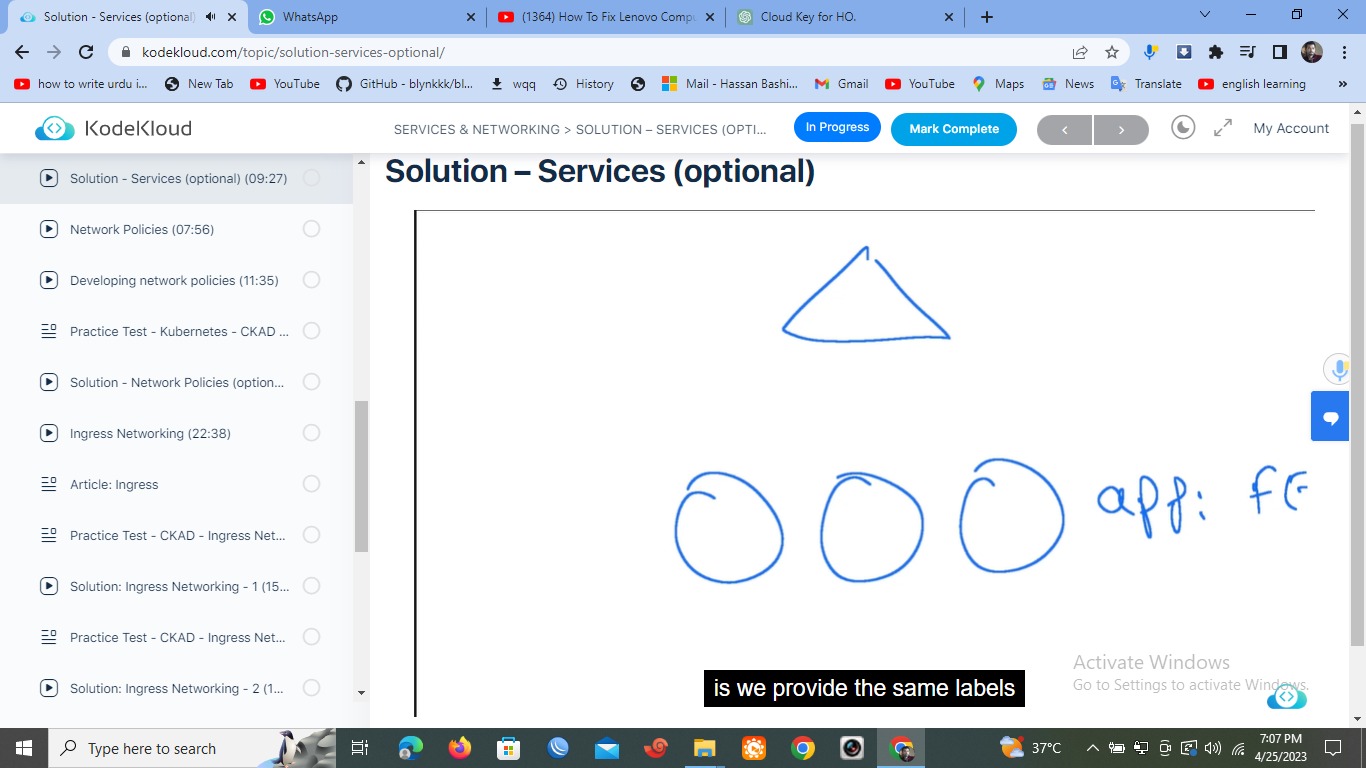 Solution - Services (optional)
WhatsApp
(1364) How To Fix Lenovo Compu
Cloud Key for HO.
kodekloud.com/topic/solution-services-optional/
how to write urdu i...
New Tab
YouTube
GitHub - blynkkk/bl...
wqq
History
Mail - Hassan Bashi...
Gmail
YouTube
Maps
News
Translate
english learning
»
KodeKloud
SERVICES & NETWORKING > SOLUTION – SERVICES (OPTI...
In Progress
Mark Complete
My Account
Solution - Services (optional) (09:27)
Network Policies (07:56)
Developing network policies (11:35)
Practice Test - Kubernetes - CKAD ...
Solution - Network Policies (option...
Ingress Networking (22:38)
Article: Ingress
Practice Test - CKAD - Ingress Net...
Solution: Ingress Networking - 1 (15...
Practice Test - CKAD - Ingress Net...
Solution: Ingress Networking - 2 (1...
Solution – Services (optional)
app:
is we provide the same labels
Activate Windows
Go to Settings to activate Windows.
Type here to search
37°C
7:07 PM
4/25/2023